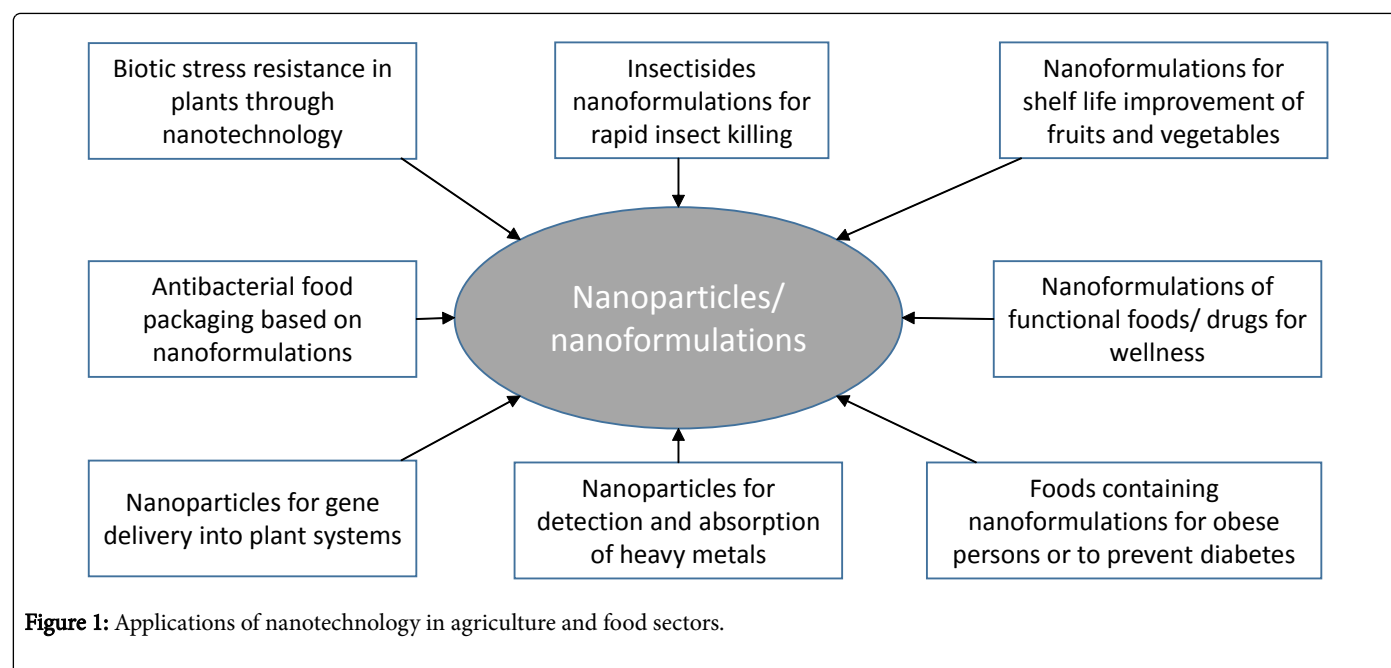 Biotic stress resistance in
plants through
nanotechnology
Insectisides
nanoformulations for
rapid insect killing
Nanoformulations for
shelf life improvement of
fruits and vegetables
Antibacterial food
packaging based on
nanoformulations
Nanoparticles/
nanoformulations
Nanoformulations of
functional foods/ drugs for
wellness
Nanoparticles for gene
delivery into plant systems
Nanoparticles for
detection and absorption
of heavy metals
Foods containing
nanoformulations for obese
persons or to prevent diabetes
Figure 1: Applications of nanotechnology in agriculture and food sectors.